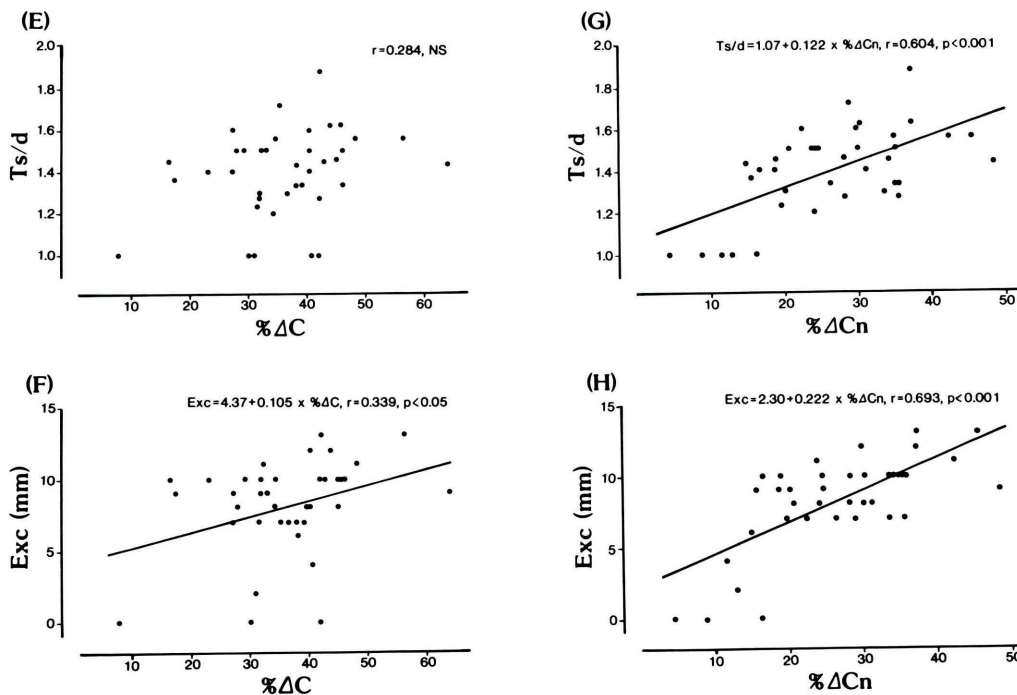 (E)
r=0.284, NS
2.0
1.8
1.6
1.4
1.2
1.0
Ts/d
10 20 30 40 50 60
%ΔC
(G)
Ts/d=1.07+0.122 x %ΔCn, r=0.604, p<0.001
2.0
1.8
1.6
1.4
1.2
1.0
Ts/d
10 20 30 40 50
%ΔCn
(F)
Exc=4.37+0.105 x %ΔC, r=0.339, p<0.05
15
10
5
0
Exc (mm)
10 20 30 40 50 60
%ΔC
(H)
Exc=2.30+0.222 x %ΔCn, r=0.693, p<0.001
15
10
5
0
Exc (mm)
10 20 30 40 50
%ΔCn